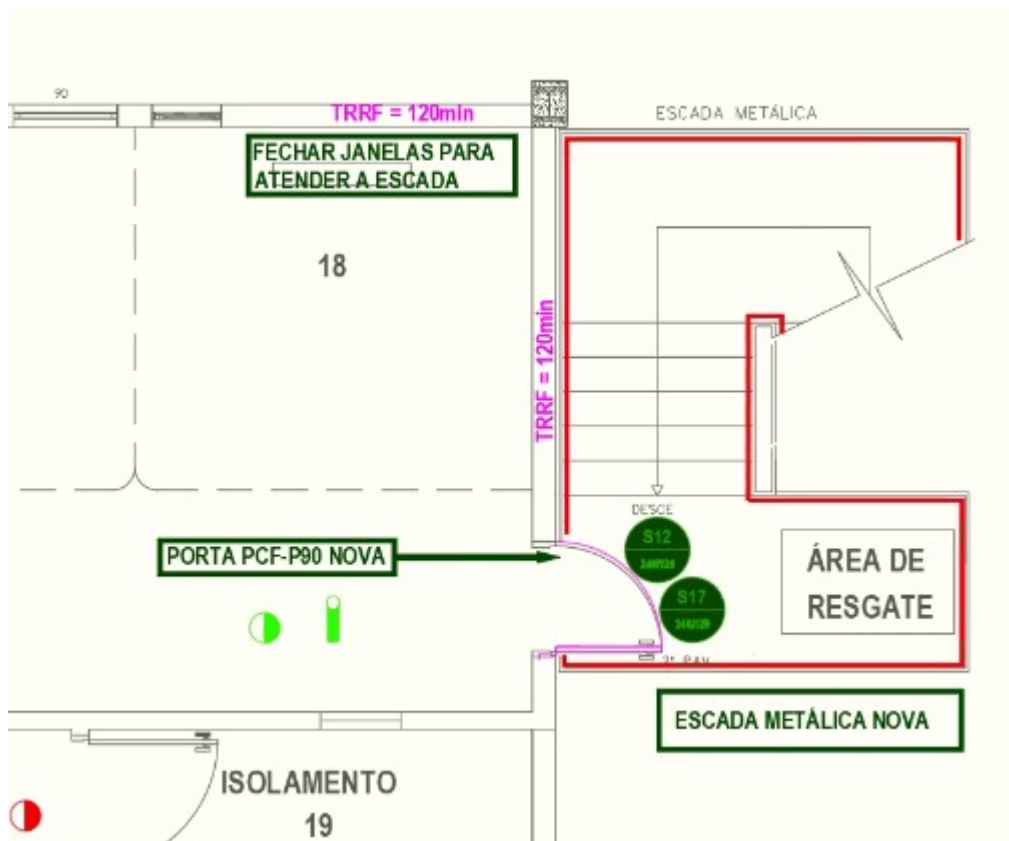 90
TRRF = 120min
ESCADA METÁLICA
FECHAR JANELAS PARA
ATENDER A ESCADA
18
TRRF = 120min
DESCE
S12
PORTA PCF-P90 NOVA
ÁREA DE
RESGATE
S17
ESCADA METÁLICA NOVA
ISOLAMENTO
19